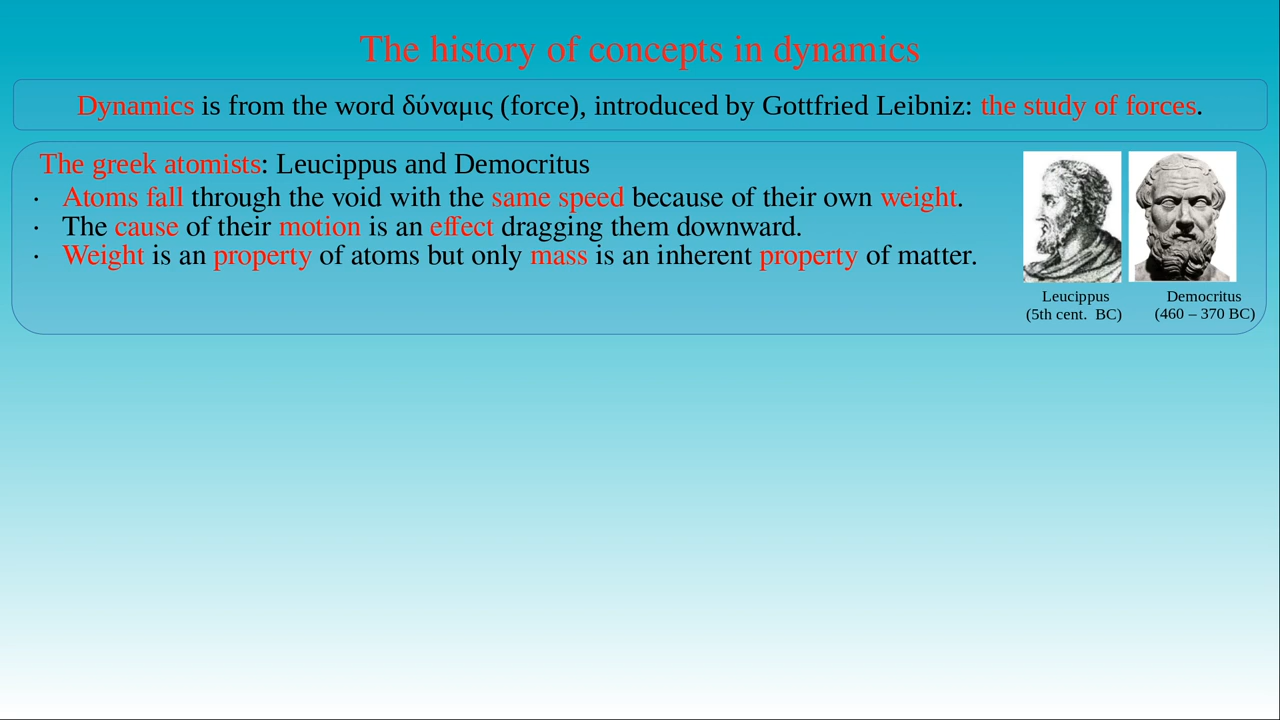 The history of concepts in dynamics
Dynamics is from the word δύναμις (force), introduced by Gottfried Leibniz: the study of forces.
The greek atomists: Leucippus and Democritus
· Atoms fall through the void with the same speed because of their own weight.
· The cause of their motion is an effect dragging them downward.
· Weight is an property of atoms but only mass is an inherent property of matter.
Leucippus
(5th cent.  BC)
Democritus
(460 – 370 BC)